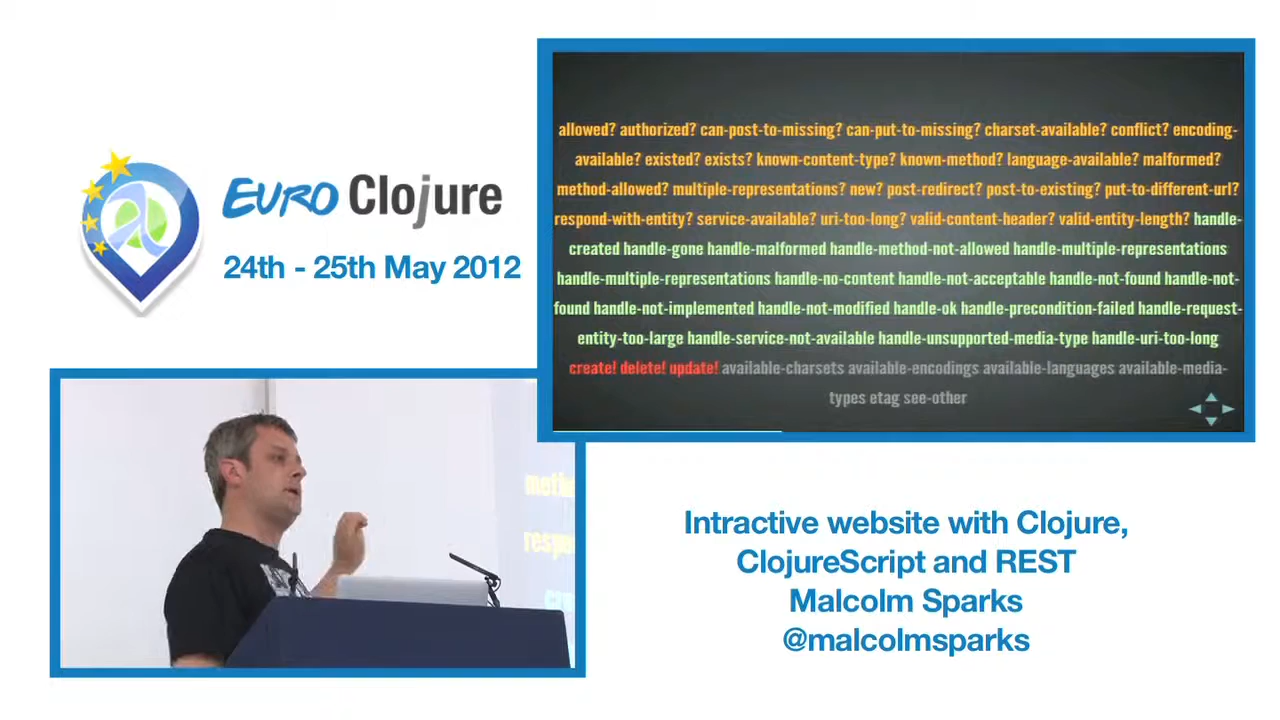 EURO Clojure
24th - 25th May 2012
allowed? authorized? can-post-to-missing? can-put-to-missing? charset-available? conflict? encoding-
available? existed? exists? known-content-type? known-method? language-available? malformed?
method-allowed? multiple-representations? new? post-redirect? post-to-existing? put-to-different-url?
respond-with-entity? service-available? uri-too-long? valid-content-header? valid-entity-length? handle-
created handle-gone handle-malformed handle-method-not-allowed handle-multiple-representations
handle-multiple-representations handle-no-content handle-not-acceptable handle-not-found handle-not-
found handle-not-implemented handle-not-modified handle-ok handle-precondition-failed handle-request-
entity-too-large handle-service-not-available handle-unsupported-media-type handle-uri-too-long
create! delete! update! available-charsets available-encodings available-languages available-media-
types etag see-other
Intractive website with Clojure,
ClojureScript and REST
Malcolm Sparks
@malcolmsparks